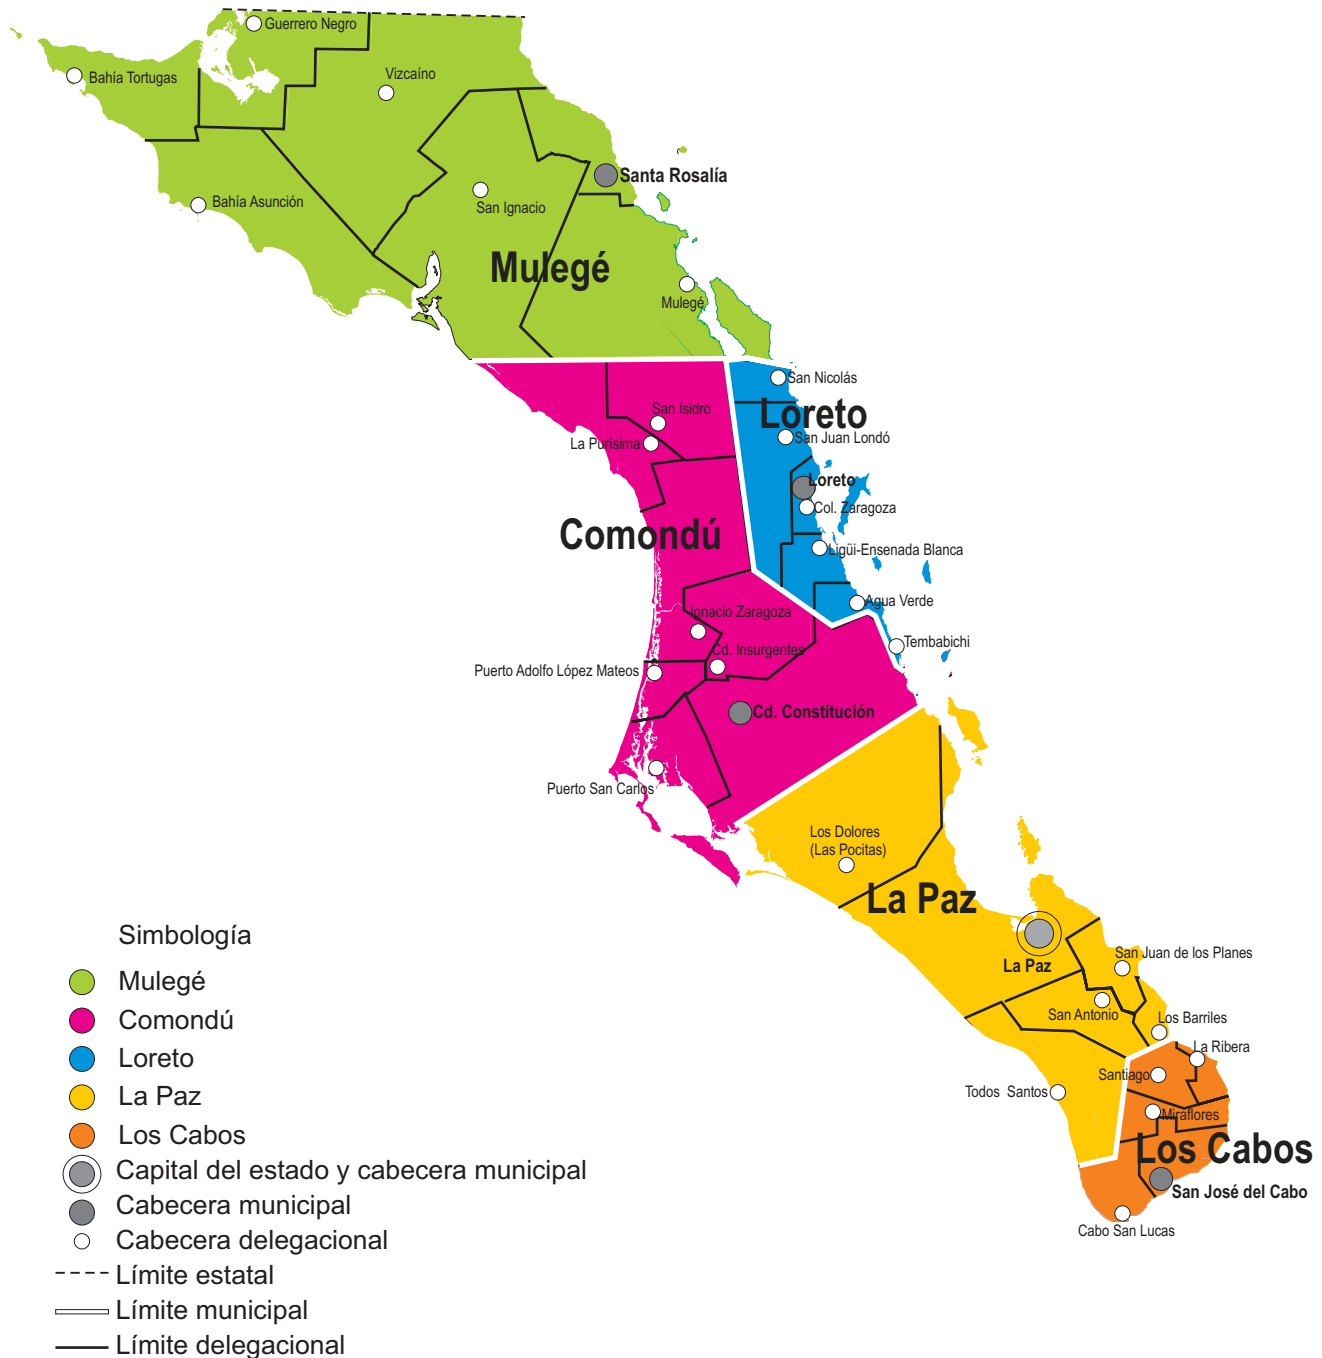 Guerrero Negro
Vizcaíno
Bahía Tortugas
Santa Rosalía
Bahía Asunción
San Ignacio
Mulegé
Mulegé
San Nicolás
Loreto
San Isidro
San Juan Londó
La Purísima
Loreto
Col. Zaragoza
Comondú
Ligüi-Ensenada Blanca
Agua Verde
Ignacio Zaragoza
Tembabichi
Cd. Insurgentes
Puerto Adolfo López Mateos
Cd. Constitución
Puerto San Carlos
Los Dolores
(Las Pocitas)
La Paz
La Paz
San Juan de los Planes
San Antonio
Los Barriles
La Ribera
Santiago
Todos Santos
Miraflores
Los Cabos
San José del Cabo
Cabo San Lucas
Simbología
Mulegé
Comondú
Loreto
La Paz
Los Cabos
Capital del estado y cabecera municipal
Cabecera municipal
Cabecera delegacional
Límite estatal
Límite municipal
Límite delegacional